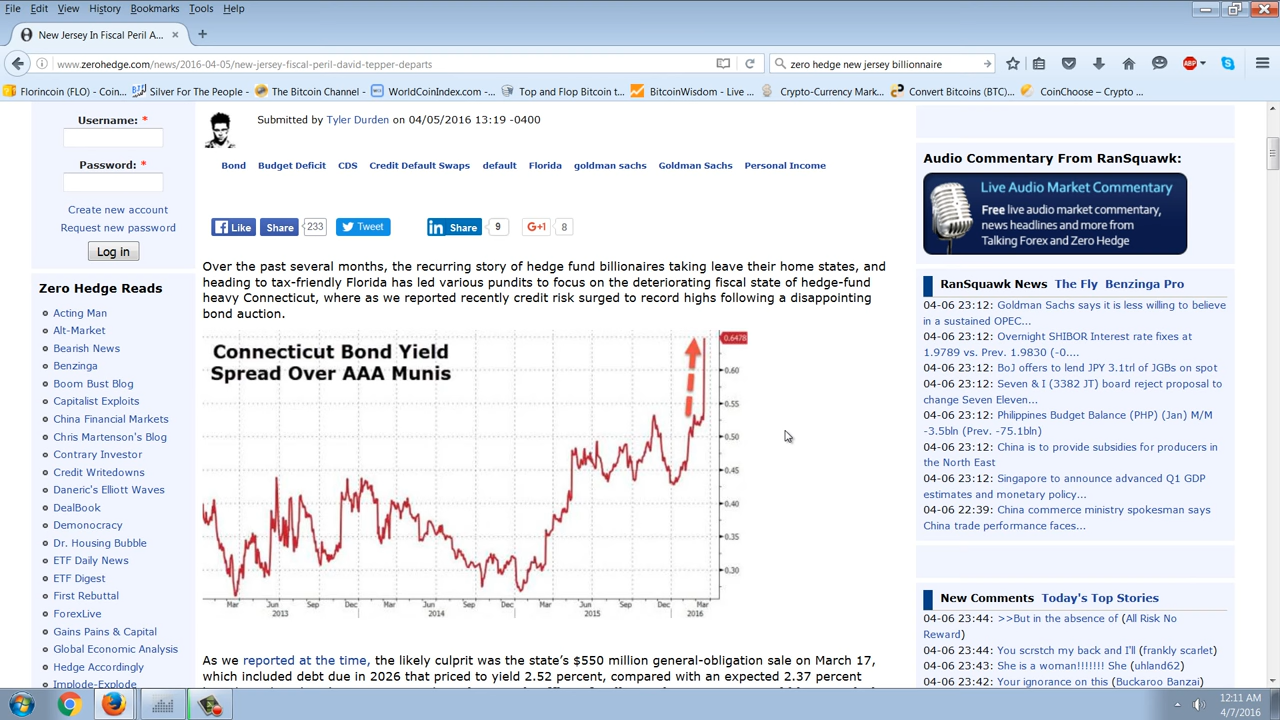 File Edit View History Bookmarks Tools Help
New Jersey In Fiscal Peril A...
www.zerohedge.com/news/2016-04-05/new-jersey-fiscal-peril-david-tepper-departs
zero hedge new jersey billionnaire
ABP
Florincoin (FLO) - Coin...
Silver For The People - ...
The Bitcoin Channel - ...
WorldCoinIndex.com - ...
Top and Flop Bitcoin t...
BitcoinWisdom - Live ...
Crypto-Currency Mark...
Convert Bitcoins (BTC)...
CoinChoose – Crypto ...
Username: *
Password: *
Create new account
Request new password
Log in
Zero Hedge Reads
Acting Man
Alt-Market
Bearish News
Benzinga
Boom Bust Blog
Capitalist Exploits
China Financial Markets
Chris Martenson's Blog
Contrary Investor
Credit Writedowns
Daneric's Elliott Waves
DealBook
Demonocracy
Dr. Housing Bubble
ETF Daily News
ETF Digest
First Rebuttal
ForexLive
Gains Pains & Capital
Global Economic Analysis
Hedge Accordingly
Implode-Explode
Submitted by Tyler Durden on 04/05/2016 13:19 -0400
Bond Budget Deficit CDS Credit Default Swaps default Florida goldman sachs Goldman Sachs Personal Income
Like Share 233 Tweet Share 9 G+1 8
Over the past several months, the recurring story of hedge fund billionaires taking leave their home states, and
heading to tax-friendly Florida has led various pundits to focus on the deteriorating fiscal state of hedge-fund
heavy Connecticut, where as we reported recently credit risk surged to record highs following a disappointing
bond auction.
Connecticut Bond Yield
Spread Over AAA Munis
0.6478
0.60
0.55
0.50
0.45
0.40
0.35
0.30
Mar Jun Sep Dec Mar Jun Sep Dec Mar Jun Sep Dec Mar
2013 2014 2015 2016
As we reported at the time, the likely culprit was the state's $550 million general-obligation sale on March 17,
which included debt due in 2026 that priced to yield 2.52 percent, compared with an expected 2.37 percent
Audio Commentary From RanSquawk:
Live Audio Market Commentary
Free live audio market commentary,
news headlines and more from
Talking Forex and Zero Hedge
RanSquawk News The Fly Benzinga Pro
04-06 23:12: Goldman Sachs says it is less willing to believe
in a sustained OPEC...
04-06 23:12: Overnight SHIBOR Interest rate fixes at
1.9789 vs. Prev. 1.9830 (-0....
04-06 23:12: BoJ offers to lend JPY 3.1trl of JGBs on spot
04-06 23:12: Seven & I (3382 JT) board reject proposal to
change Seven Eleven...
04-06 23:12: Philippines Budget Balance (PHP) (Jan) M/M
-3.5bln (Prev. -75.1bln)
04-06 23:12: China is to provide subsidies for producers in
the North East
04-06 23:12: Singapore to announce advanced Q1 GDP
estimates and monetary policy...
04-06 22:39: China commerce ministry spokesman says
China trade performance faces...
New Comments Today's Top Stories
04-06 23:44: >>But in the absence of (All Risk No
Reward)
04-06 23:44: You scrstch my back and I'll (frankly scarlet)
04-06 23:43: She is a woman!!!!!!! She (uhland62)
04-06 23:42: Your ignorance on this (Buckaroo Banzai)
12:11 AM
4/7/2016